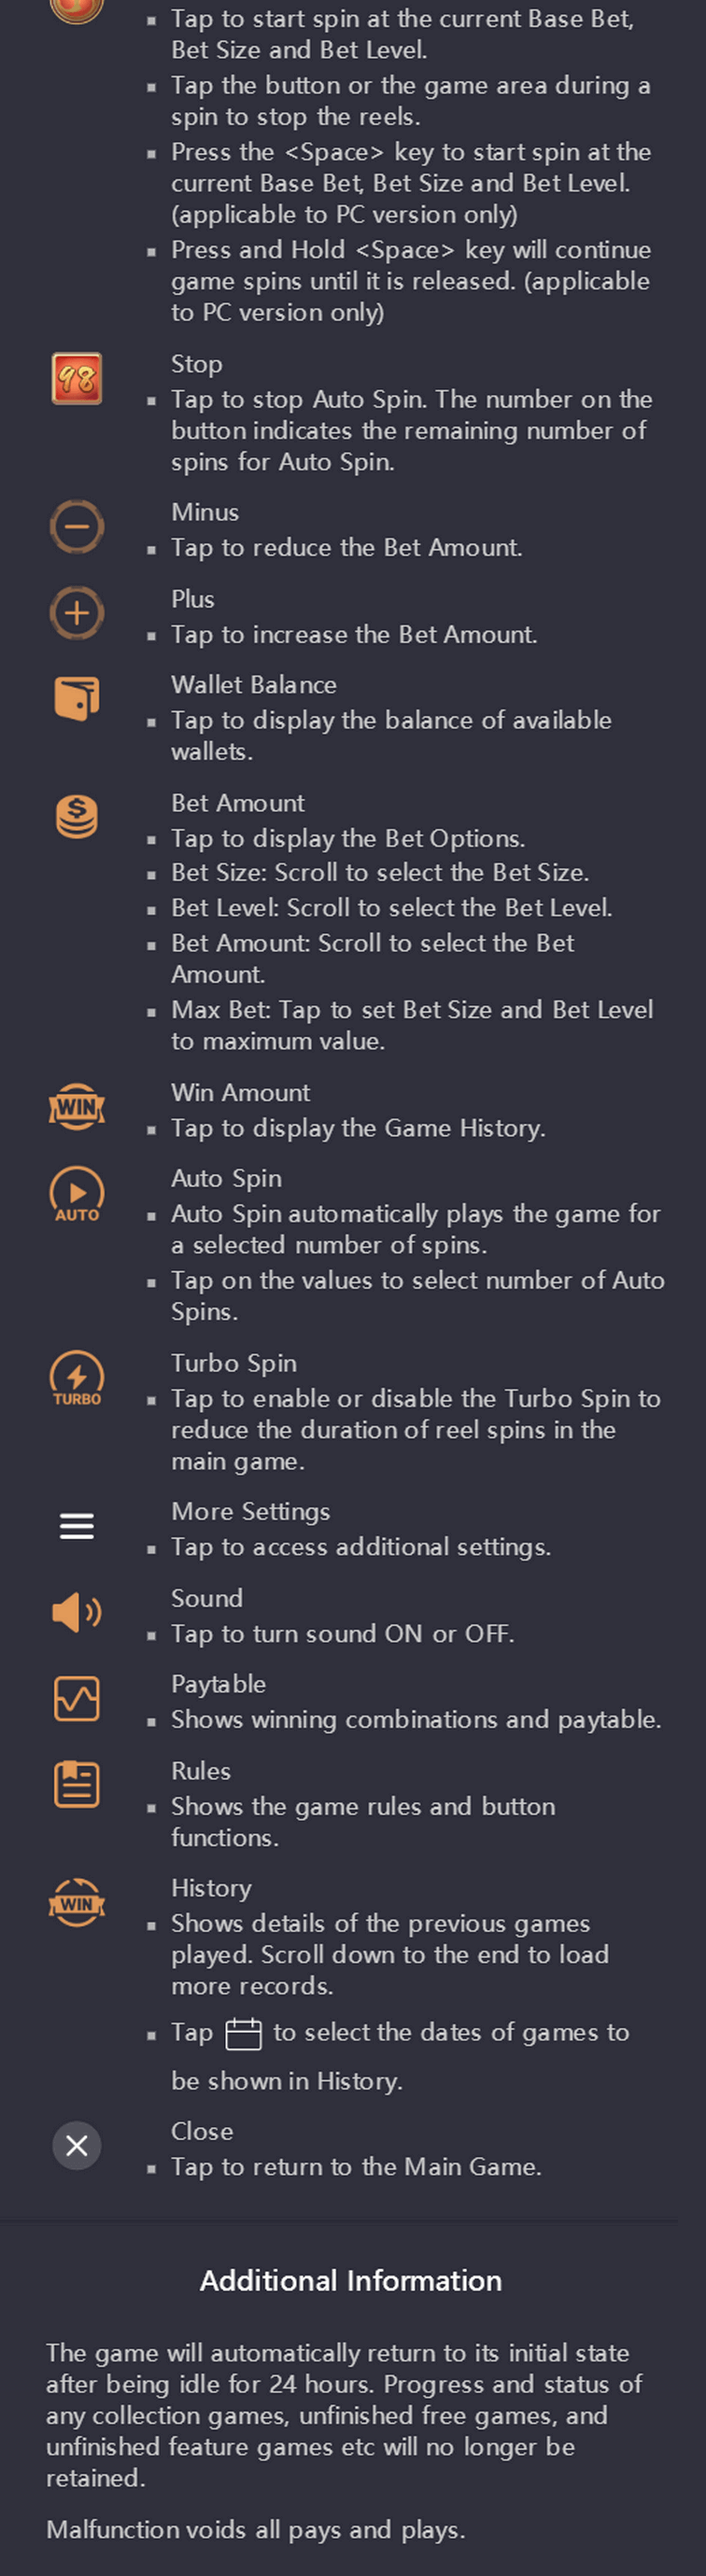 Tap to start spin at the current Base Bet,
Bet Size and Bet Level.
Tap the button or the game area during a
spin to stop the reels.
Press the <Space> key to start spin at the
current Base Bet, Bet Size and Bet Level.
(applicable to PC version only)
Press and Hold <Space> key will continue
game spins until it is released. (applicable
to PC version only)
98
Stop
Tap to stop Auto Spin. The number on the
button indicates the remaining number of
spins for Auto Spin.
Minus
Tap to reduce the Bet Amount.
Plus
Tap to increase the Bet Amount.
Wallet Balance
Tap to display the balance of available
wallets.
$
Bet Amount
Tap to display the Bet Options.
Bet Size: Scroll to select the Bet Size.
Bet Level: Scroll to select the Bet Level.
Bet Amount: Scroll to select the Bet
Amount.
Max Bet: Tap to set Bet Size and Bet Level
to maximum value.
WIN
Win Amount
Tap to display the Game History.
AUTO
Auto Spin
Auto Spin automatically plays the game for
a selected number of spins.
Tap on the values to select number of Auto
Spins.
TURBO
Turbo Spin
Tap to enable or disable the Turbo Spin to
reduce the duration of reel spins in the
main game.
More Settings
Tap to access additional settings.
Sound
Tap to turn sound ON or OFF.
Paytable
Shows winning combinations and paytable.
Rules
Shows the game rules and button
functions.
WIN
History
Shows details of the previous games
played. Scroll down to the end to load
more records.
Tap to select the dates of games to
be shown in History.
Close
Tap to return to the Main Game.
Additional Information
The game will automatically return to its initial state
after being idle for 24 hours. Progress and status of
any collection games, unfinished free games, and
unfinished feature games etc will no longer be
retained.
Malfunction voids all pays and plays.